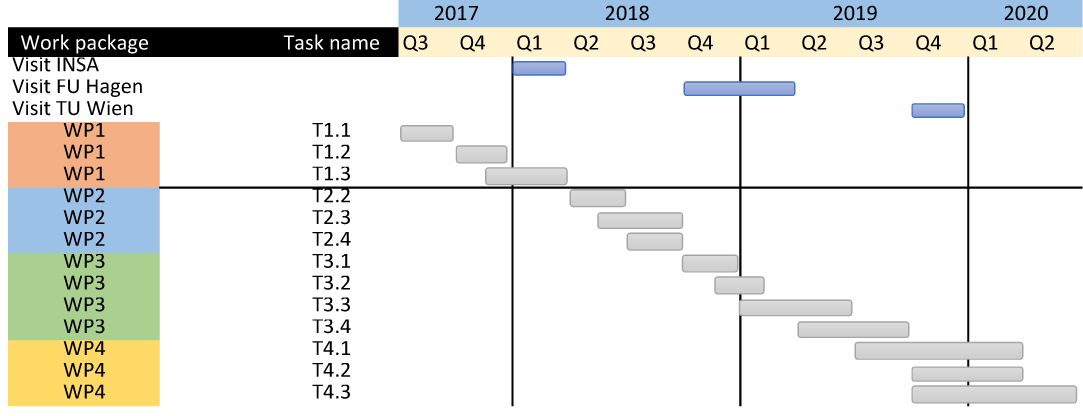 2017 2018 2019 2020
Work package Task name Q3 Q4 Q1 Q2 Q3 Q4 Q1 Q2 Q3 Q4 Q1 Q2
Visit INSA
Visit FU Hagen
Visit TU Wien
WP1 T1.1
WP1 T1.2
WP1 T1.3
WP2 T2.2
WP2 T2.3
WP2 T2.4
WP3 T3.1
WP3 T3.2
WP3 T3.3
WP3 T3.4
WP4 T4.1
WP4 T4.2
WP4 T4.3